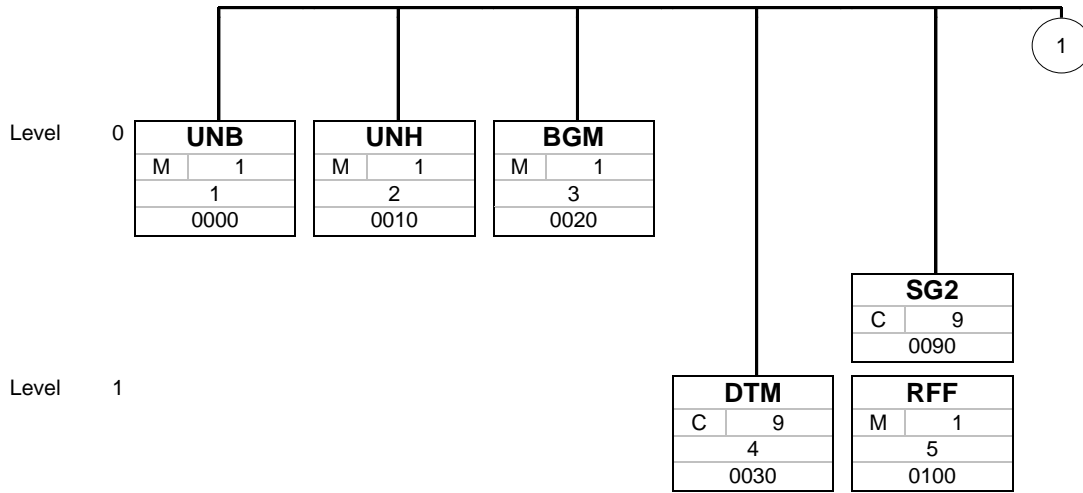 1
Level 0
UNB UNH BGM
M 1 M 1 M 1
1 2 3
0000 0010 0020
SG2
C 9
0090
Level 1
DTM RFF
C 9 M 1
4 5
0030 0100